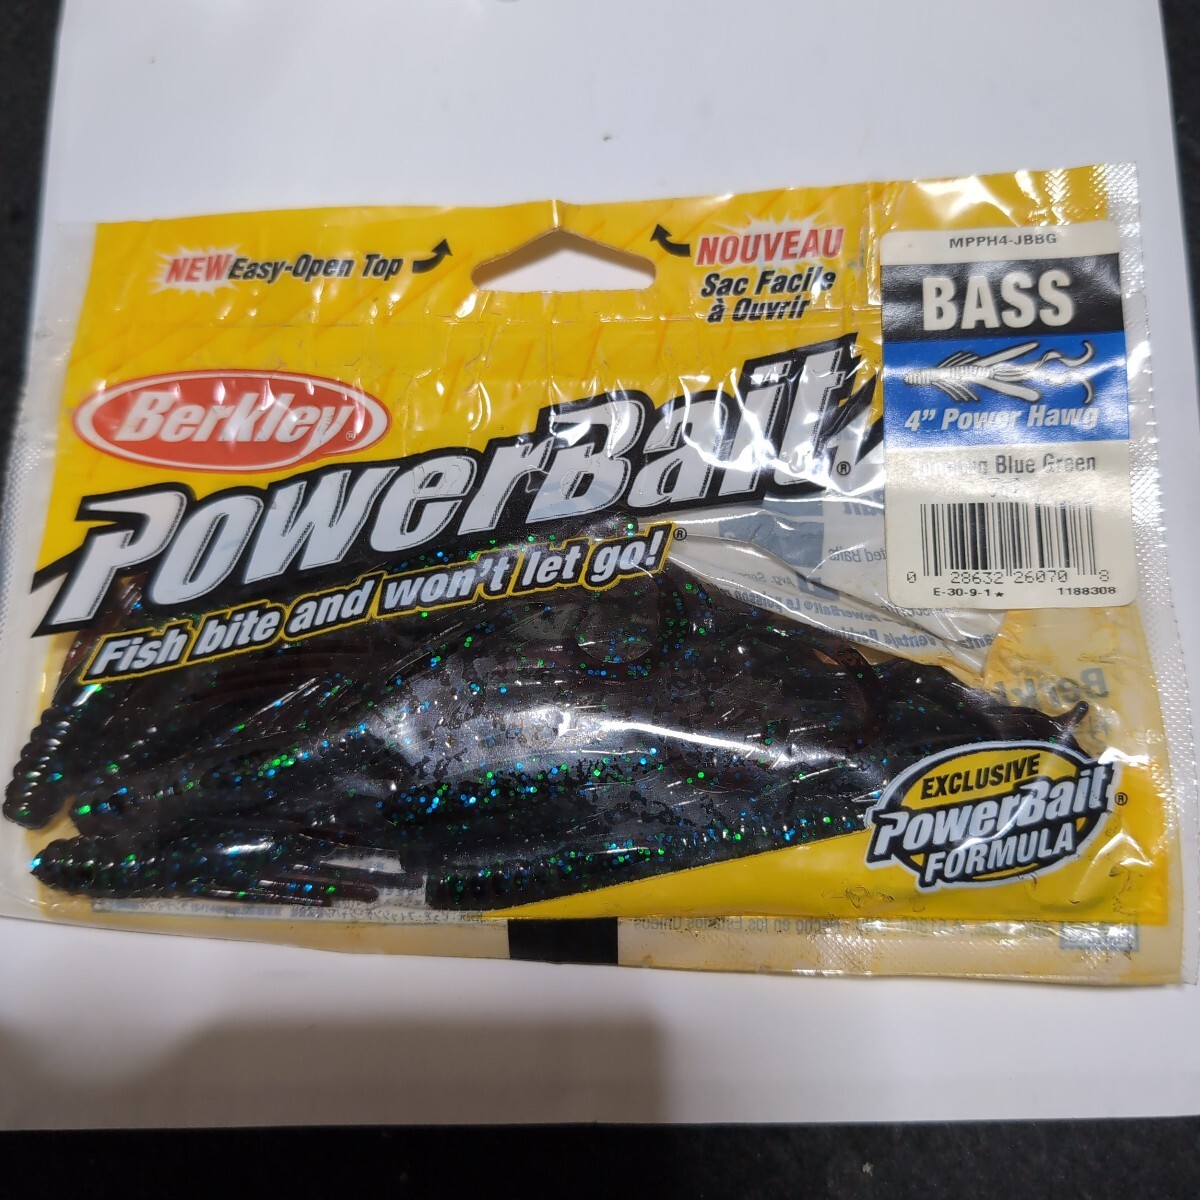 NEW Easy-Open Top
NOUVEAU
Sac Facile
à Ouvrir
Berkley®
PowerBait®
Fish bite and won't let go!®
MPPH4-JBBG
BASS
4" Power Hawg
Blue Green
0 28632 26070 8
E-30-9-1★ 1188308
EXCLUSIVE
PowerBait®
FORMULA